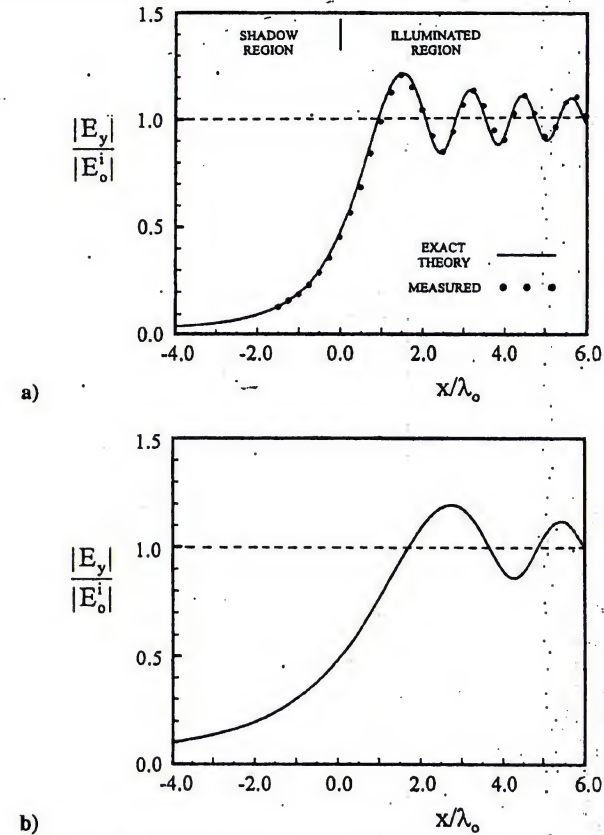 1.5
SHADOW
REGION
ILLUMINATED
REGION
1.0
|E_y|
|E_o^i|
0.5
EXACT
THEORY
MEASURED
0.0
-4.0 -2.0 0.0 2.0 4.0 6.0
x/λ_o
a)
1.5
1.0
|E_y|
|E_o^i|
0.5
0.0
-4.0 -2.0 0.0 2.0 4.0 6.0
x/λ_o
b)